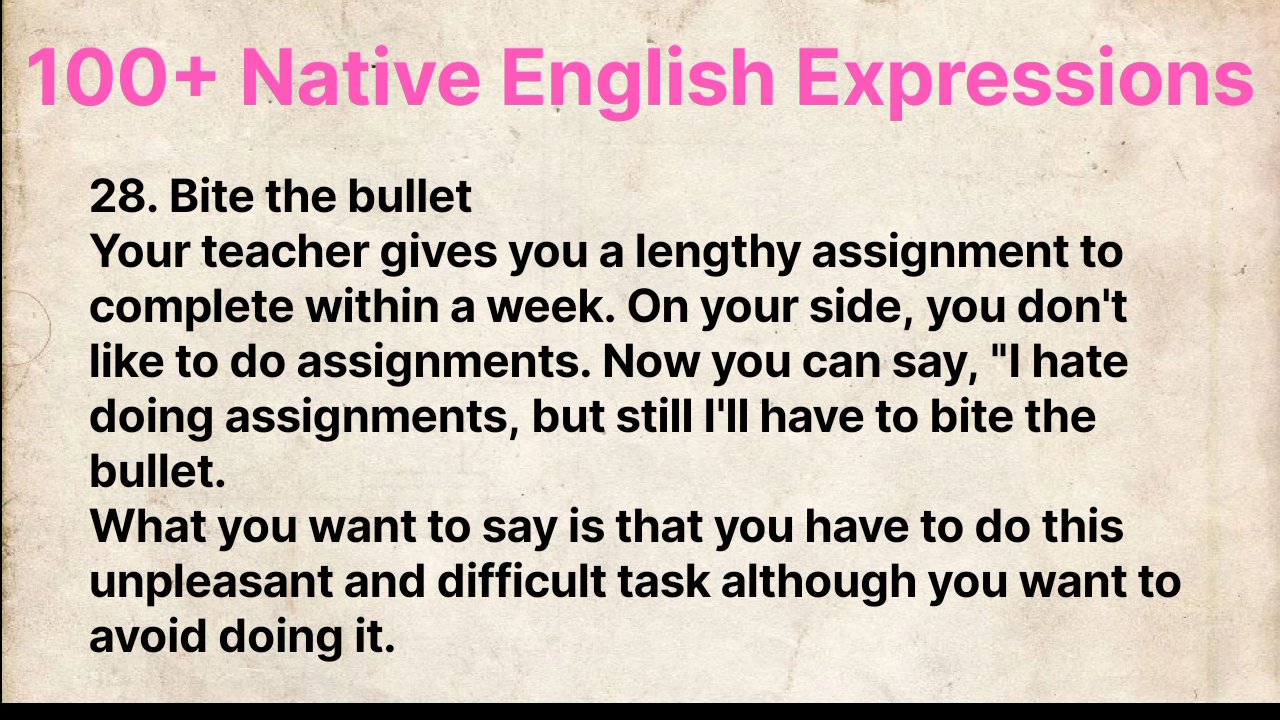 100+ Native English Expressions
28. Bite the bullet
Your teacher gives you a lengthy assignment to
complete within a week. On your side, you don't
like to do assignments. Now you can say, "I hate
doing assignments, but still I'll have to bite the
bullet.
What you want to say is that you have to do this
unpleasant and difficult task although you want to
avoid doing it.